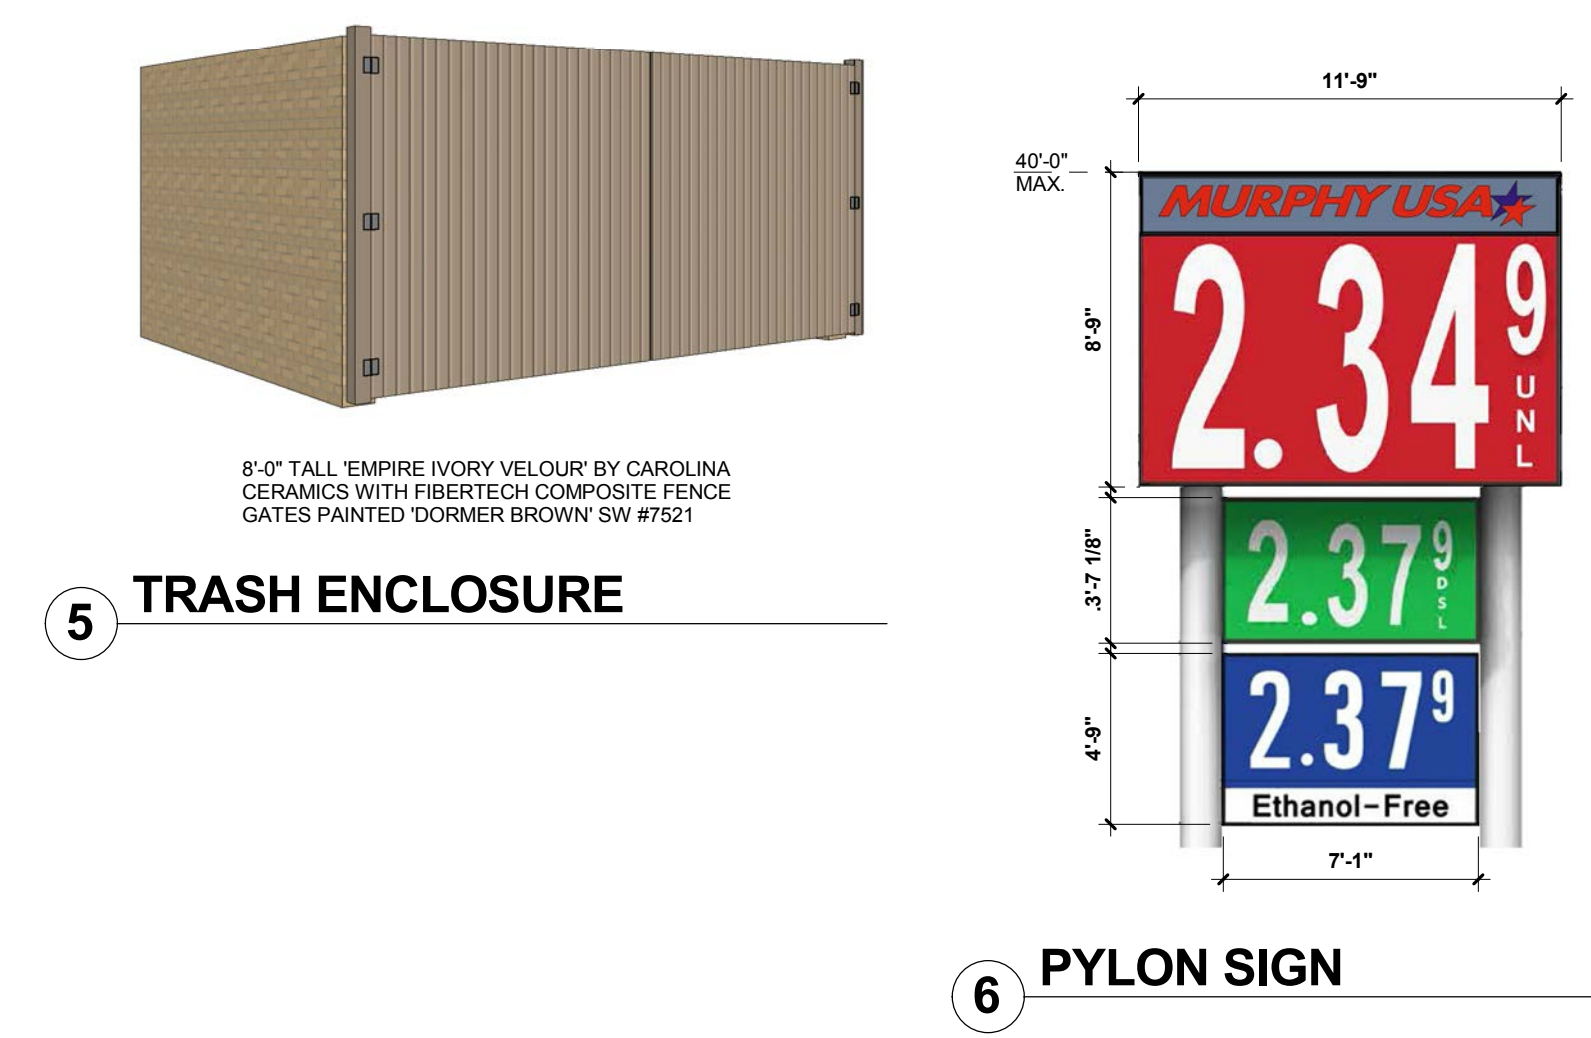 8'-0" TALL 'EMPIRE IVORY VELOUR' BY CAROLINA
CERAMICS WITH FIBERTECH COMPOSITE FENCE
GATES PAINTED 'DORMER BROWN' SW #7521
5
TRASH ENCLOSURE
11'-9"
40'-0"
MAX.
MURPHY USA
8'-9"
2.34 9
UNL
3'-7 1/8"
2.37 9
DSL
4'-9"
2.37 9
Ethanol-Free
7'-1"
6
PYLON SIGN